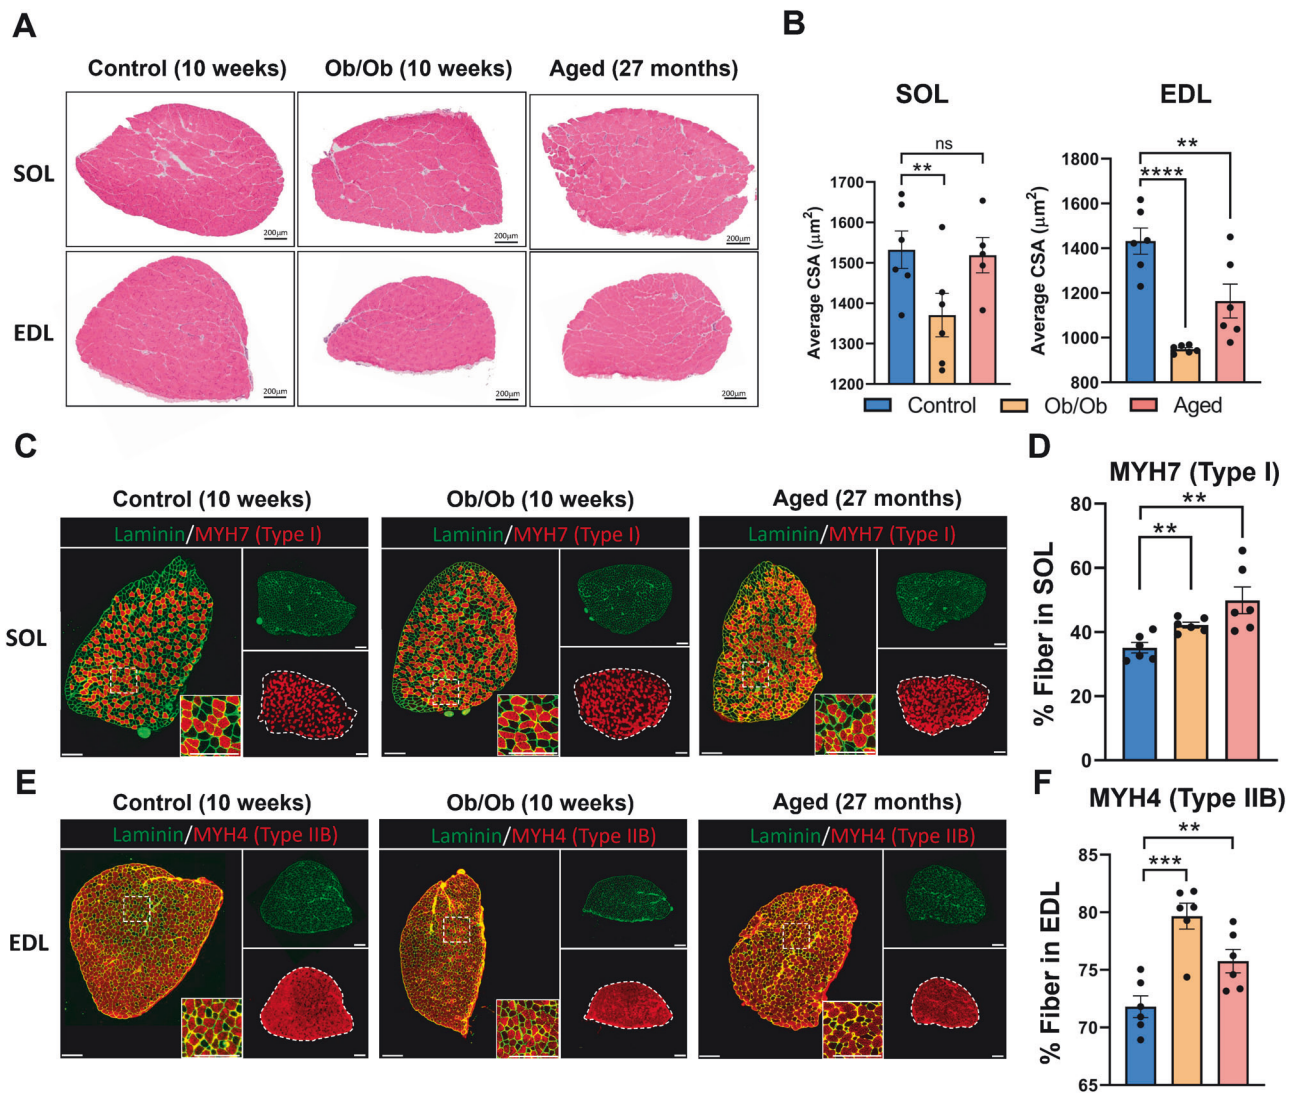 A
Control (10 weeks) Ob/Ob (10 weeks) Aged (27 months)
SOL
200μm 200μm 200μm
EDL
200μm 200μm 200μm
B
SOL
ns
**
1700
1600
1500
1400
1300
1200
Average CSA (μm²)
EDL
**
****
1800
1600
1400
1200
1000
800
Average CSA (μm²)
Control Ob/Ob Aged
C
Control (10 weeks) Ob/Ob (10 weeks) Aged (27 months)
Laminin/MYH7 (Type I) Laminin/MYH7 (Type I) Laminin/MYH7 (Type I)
SOL
D
MYH7 (Type I)
**
**
80
60
40
20
0
% Fiber in SOL
E
Control (10 weeks) Ob/Ob (10 weeks) Aged (27 months)
Laminin/MYH4 (Type IIB) Laminin/MYH4 (Type IIB) Laminin/MYH4 (Type IIB)
EDL
F
MYH4 (Type IIB)
**
***
85
80
75
70
65
% Fiber in EDL